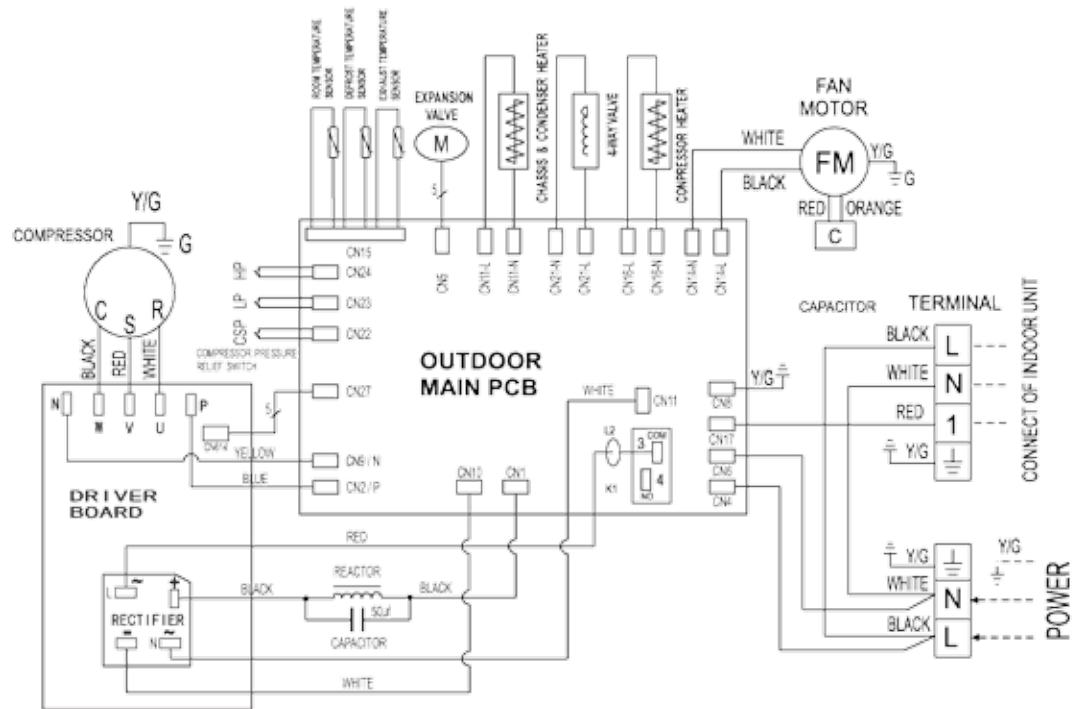 ROOM TEMPERATURE
SENSOR
DEFROST TEMPERATURE
SENSOR
EXHAUST TEMPERATURE
SENSOR
EXPANSION
VALVE
M
5
CHASSIS & CONDENSER HEATER
4-WAY VALVE
COMPRESSOR HEATER
FAN
MOTOR
WHITE
BLACK
FM
Y/G
G
RED
ORANGE
C
Y/G
G
COMPRESSOR
C
S
R
BLACK
RED
WHITE
HP
LP
CSP
COMPRESSOR PRESSURE
RELIEF SWITCH
CN15
CN24
CN23
CN22
CN27
CN9/N
CN2/P
CN5
CN11-L
CN11-N
CN21-N
CN21-L
CN16-L
CN16-N
CN14-N
CN14-L
OUTDOOR
MAIN PCB
N
W
V
U
P
5
YELLOW
BLUE
CN10
CN1
WHITE
CN11
L2
3
COM
4
NO
K1
Y/G
CN8
CN17
CN6
CN4
CAPACITOR
TERMINAL
BLACK
L
WHITE
N
RED
1
Y/G
CONNECT OF INDOOR UNIT
DRIVER
BOARD
RED
L
~
+
RECTIFIER
-
N
~
BLACK
REACTOR
BLACK
50uf
CAPACITOR
WHITE
Y/G
Y/G
WHITE
N
BLACK
L
POWER